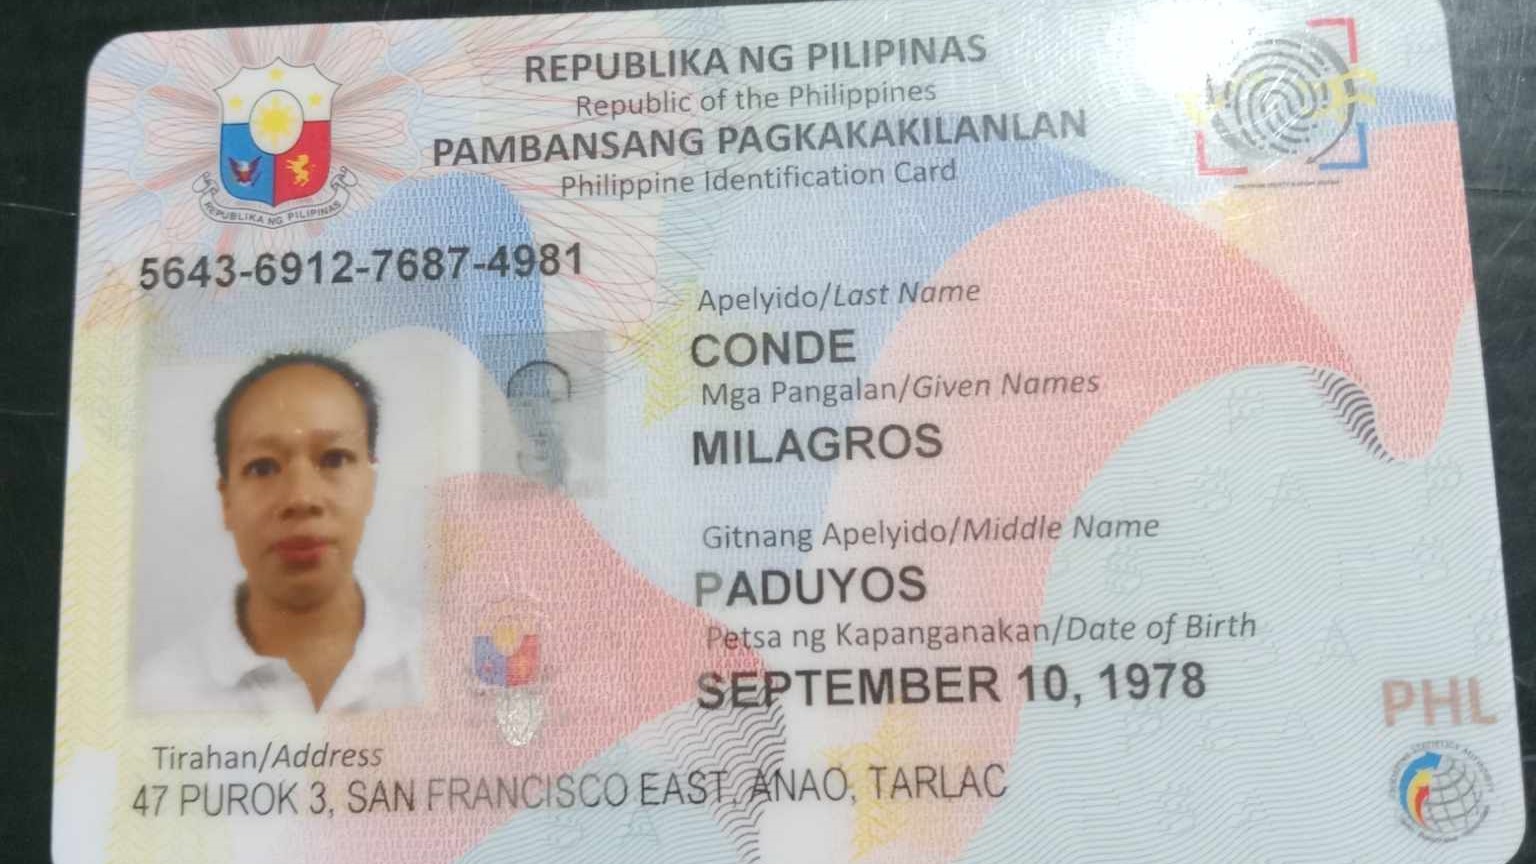 REPUBLIKA NG PILIPINAS
Republic of the Philippines
PAMBANSANG PAGKAKAKILANLAN
Philippine Identification Card
REPUBLIKA NG PILIPINAS
5643-6912-7687-4981
Apelyido/Last Name
CONDE
Mga Pangalan/Given Names
MILAGROS
Gitnang Apelyido/Middle Name
PADUYOS
Petsa ng Kapanganakan/Date of Birth
SEPTEMBER 10, 1978
PHL
Tirahan/Address
47 PUROK 3, SAN FRANCISCO EAST, ANAO, TARLAC